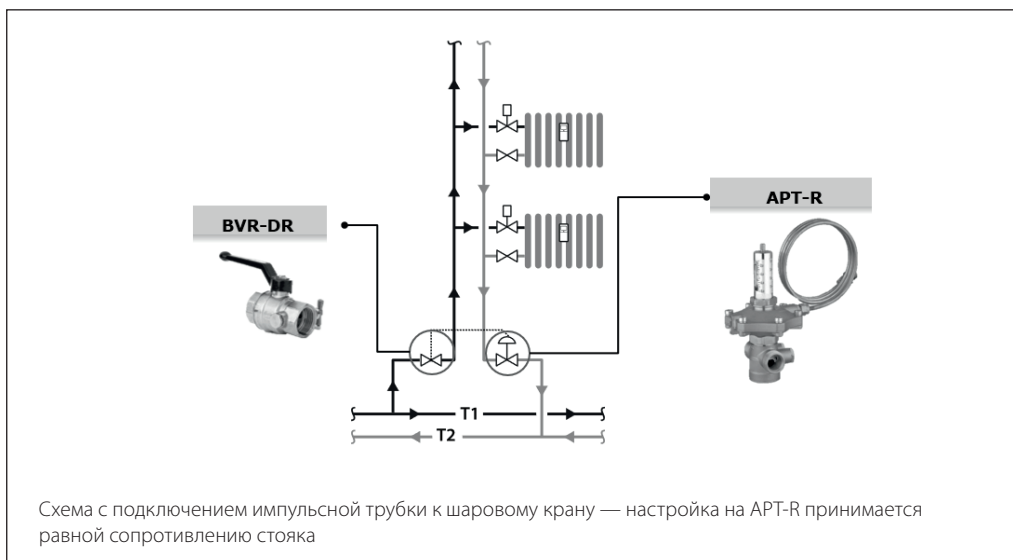 BVR-DR
APT-R
T1
T2
Схема с подключением импульсной трубки к шаровому крану — настройка на APT-R принимается
равной сопротивлению стояка